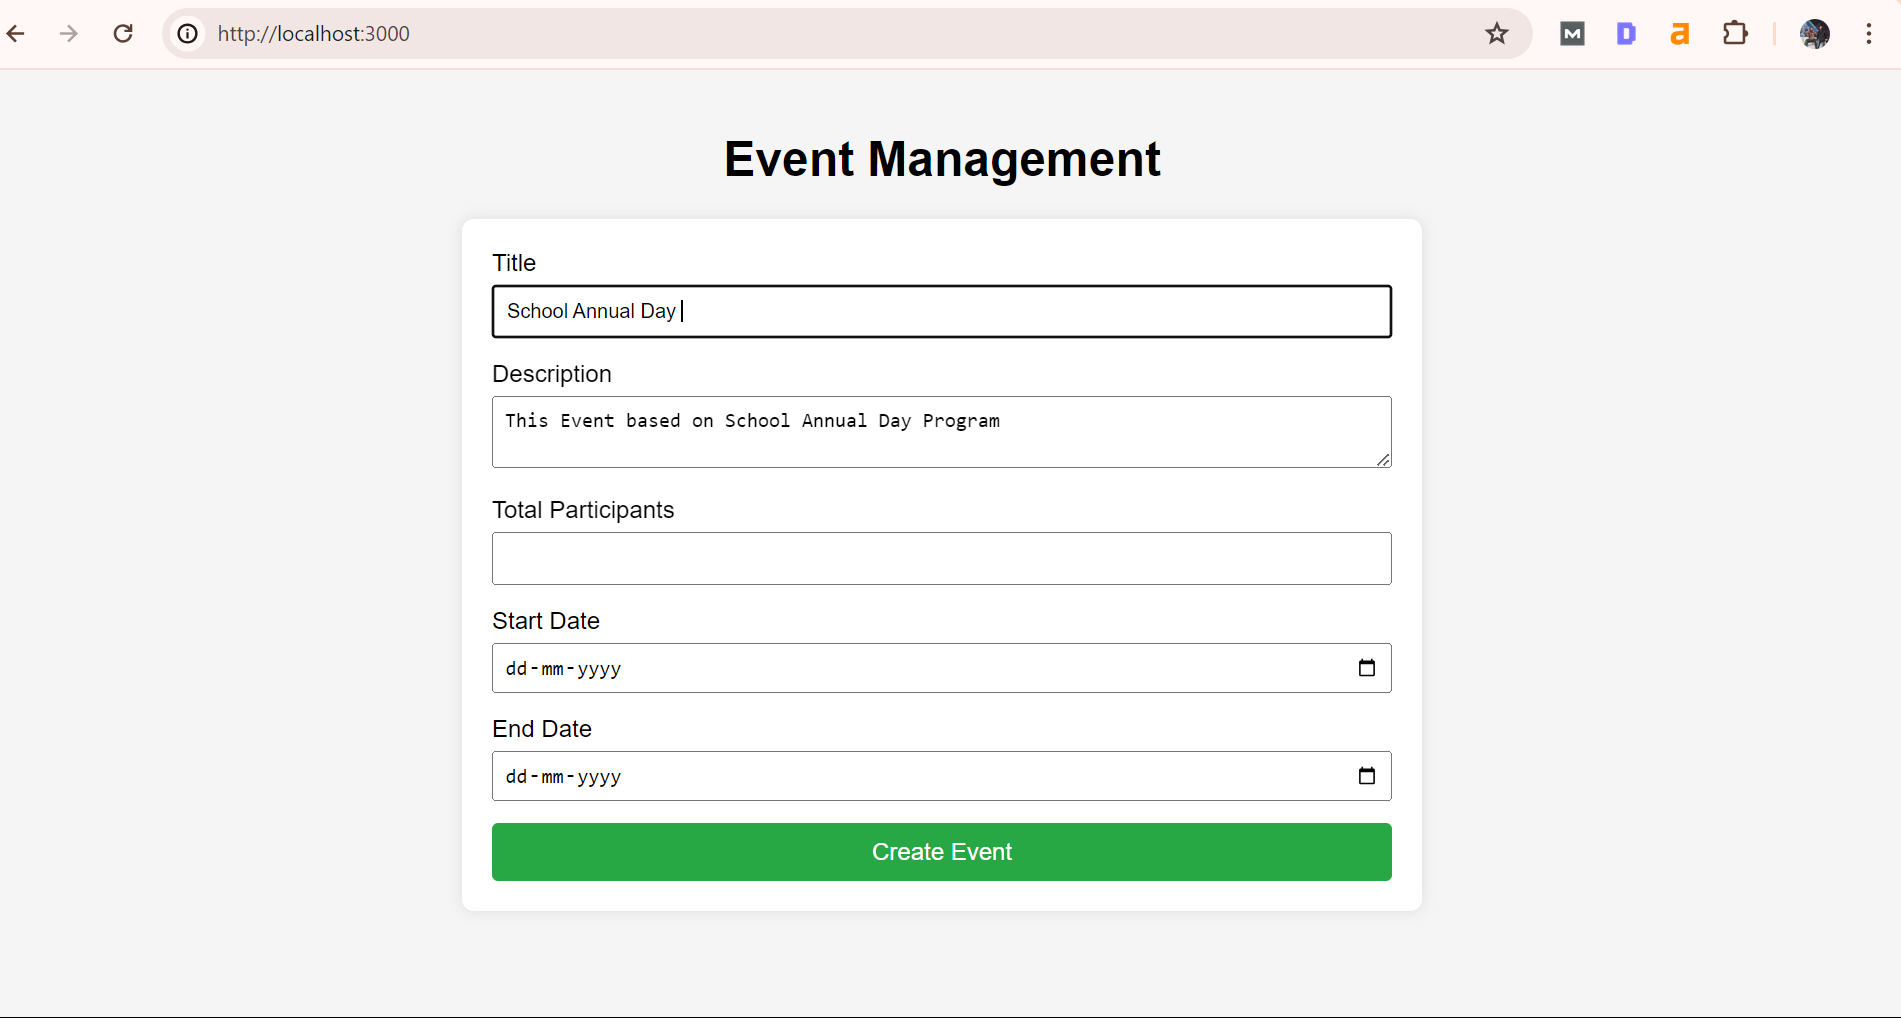 http://localhost:3000
Event Management
Title
School Annual Day
Description
This Event based on School Annual Day Program
Total Participants
Start Date
dd-mm-yyyy
End Date
dd-mm-yyyy
Create Event